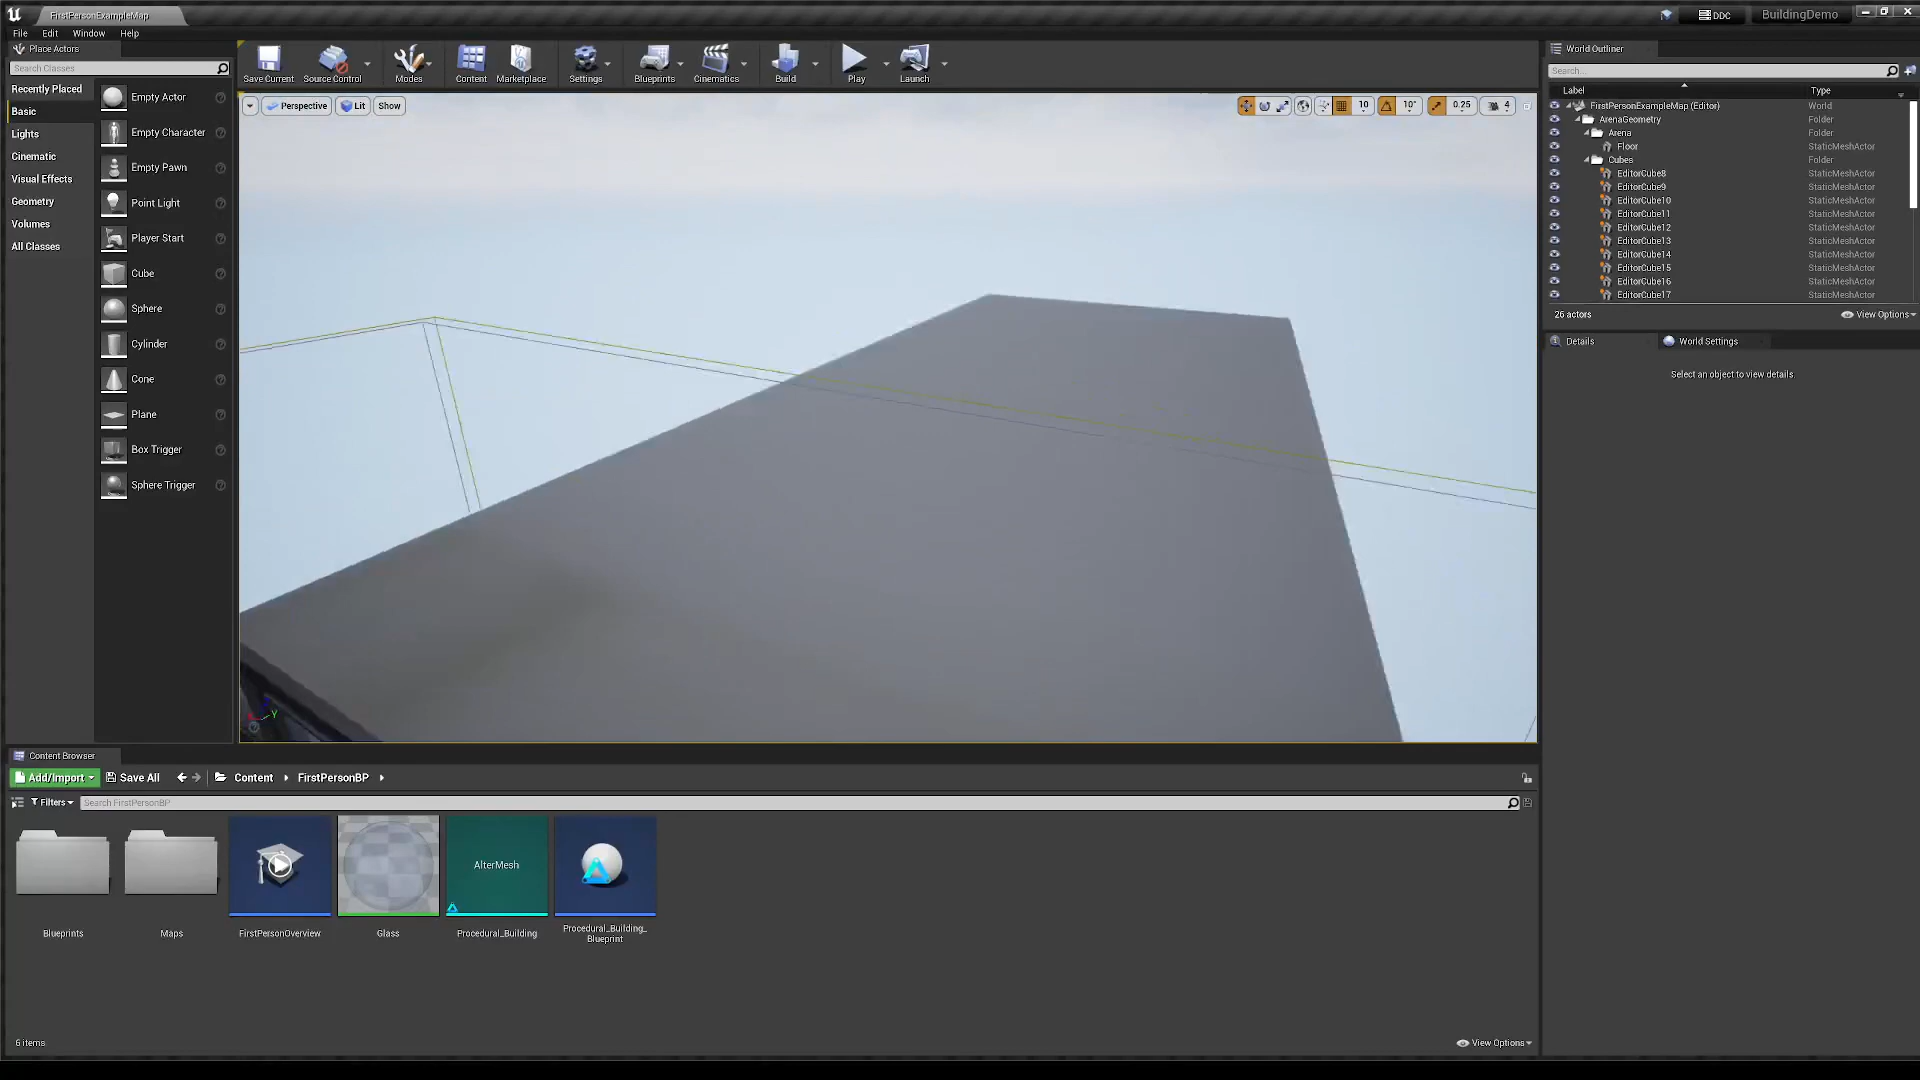 FirstPersonExampleMap
DDC
BuildingDemo
File Edit Window Help
Place Actors
Search Classes
Recently Placed
Basic
Lights
Cinematic
Visual Effects
Geometry
Volumes
All Classes
Empty Actor
Empty Character
Empty Pawn
Point Light
Player Start
Cube
Sphere
Cylinder
Cone
Plane
Box Trigger
Sphere Trigger
Save Current Source Control Modes Content Marketplace Settings Blueprints Cinematics Build Play Launch
Perspective Lit Show
10 10° 0.25 4
Y
World Outliner
Search...
Label Type
FirstPersonExampleMap (Editor) World
ArenaGeometry Folder
Arena Folder
Floor StaticMeshActor
Cubes Folder
EditorCube8 StaticMeshActor
EditorCube9 StaticMeshActor
EditorCube10 StaticMeshActor
EditorCube11 StaticMeshActor
EditorCube12 StaticMeshActor
EditorCube13 StaticMeshActor
EditorCube14 StaticMeshActor
EditorCube15 StaticMeshActor
EditorCube16 StaticMeshActor
EditorCube17 StaticMeshActor
26 actors View Options
Details World Settings
Select an object to view details
Content Browser
Add/Import Save All Content FirstPersonBP
Filters Search FirstPersonBP
AlterMesh
Blueprints Maps FirstPersonOverview Glass Procedural_Building Procedural_Building_
Blueprint
6 items View Options